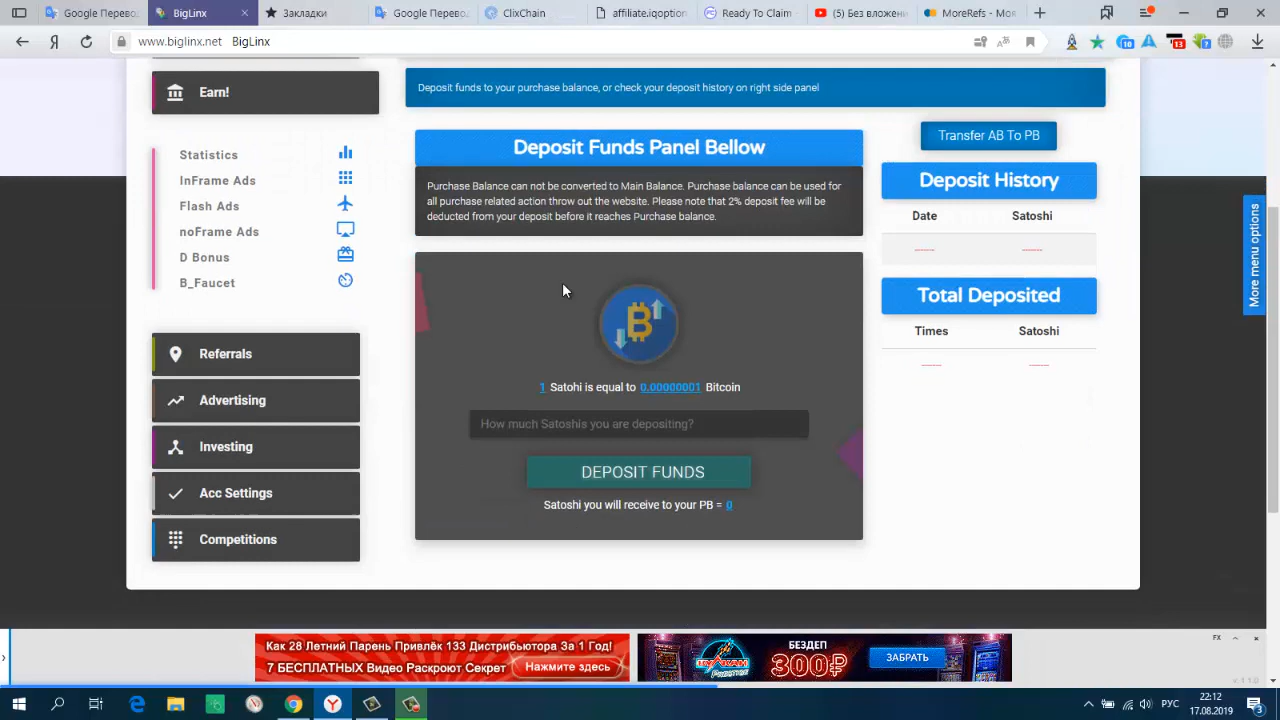 Google Перевод
BigLinx
Закладки
Google Перевод
ClixChain
affiliate.iqoption
Ready To Claim
(5) Без вложени
MoreRefs - Мо
www.biglinx.net BigLinx
10
13
7
Earn!
Statistics
InFrame Ads
Flash Ads
noFrame Ads
D Bonus
B_Faucet
Referrals
Advertising
Investing
Acc Settings
Competitions
Deposit funds to your purchase balance, or check your deposit history on right side panel
Deposit Funds Panel Bellow
Purchase Balance can not be converted to Main Balance. Purchase balance can be used for
all purchase related action throw out the website. Please note that 2% deposit fee will be
deducted from your deposit before it reaches Purchase balance.
1 Satohi is equal to 0.00000001 Bitcoin
How much Satoshis you are depositing?
DEPOSIT FUNDS
Satoshi you will receive to your PB = 0
Transfer AB To PB
Deposit History
Date Satoshi
Total Deposited
Times Satoshi
More menu options
Как 28 Летний Парень Привлёк 133 Дистрибьютора За 1 Год!
7 БЕСПЛАТНЫХ Видео Раскроют Секрет
Нажмите здесь
БЕЗДЕП
300₽
ЗАБРАТЬ
FX
v 1.1.0
РУС
22:12
17.08.2019
3